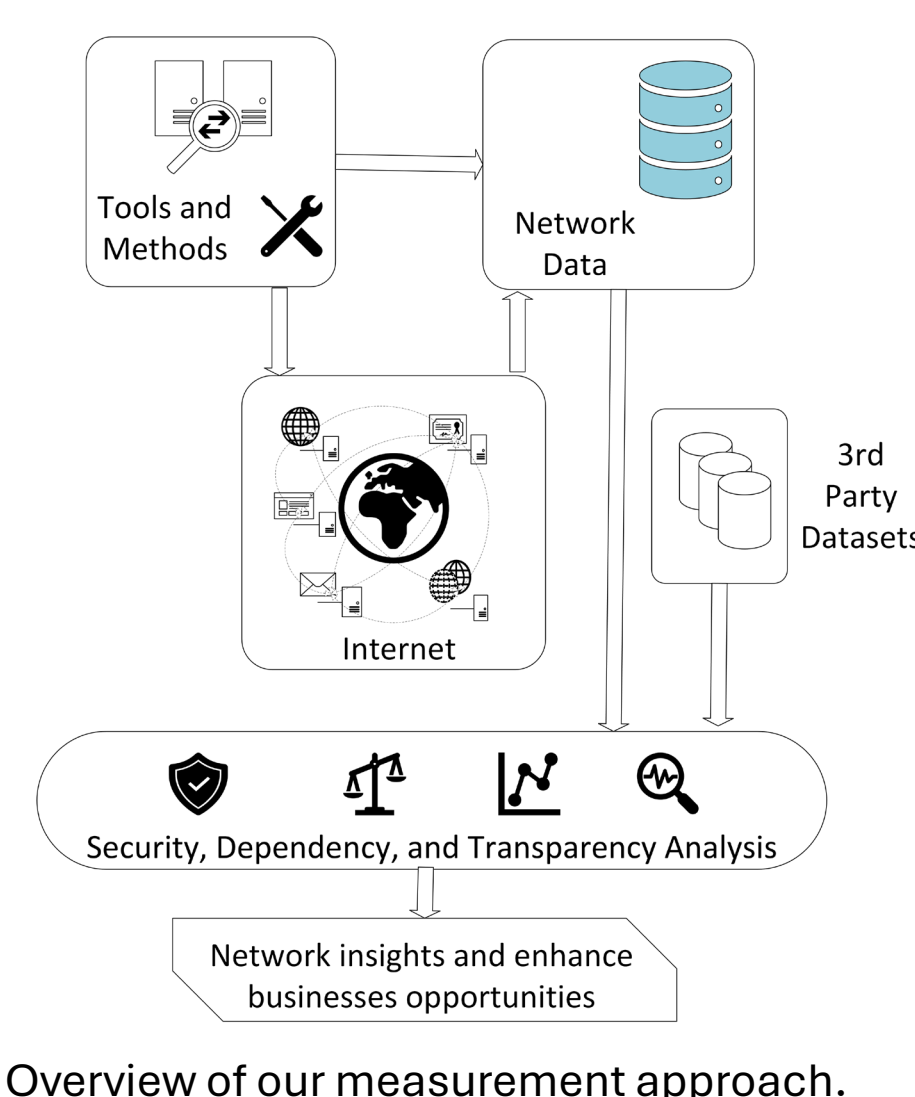 Tools and
Methods
Network
Data
3rd
Party
Datasets
Internet
Security, Dependency, and Transparency Analysis
Network insights and enhance
businesses opportunities
Overview of our measurement approach.